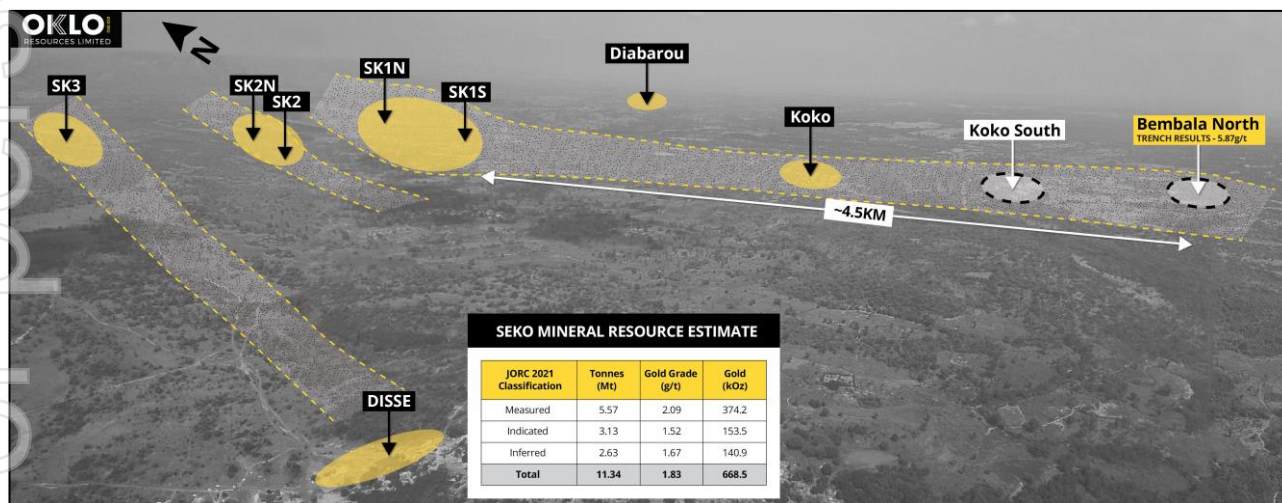 OKLO
RESOURCES LIMITED
N
SK3
SK2N
SK2
SK1N
SK1S
Diabarou
Koko
Koko South
Bembala North
TRENCH RESULTS - 5.87g/t
~4.5KM
DISSE
SEKO MINERAL RESOURCE ESTIMATE
JORC 2021 Classification Tonnes (Mt) Gold Grade (g/t) Gold (kOz)
Measured 5.57 2.09 374.2
Indicated 3.13 1.52 153.5
Inferred 2.63 1.67 140.9
Total 11.34 1.83 668.5